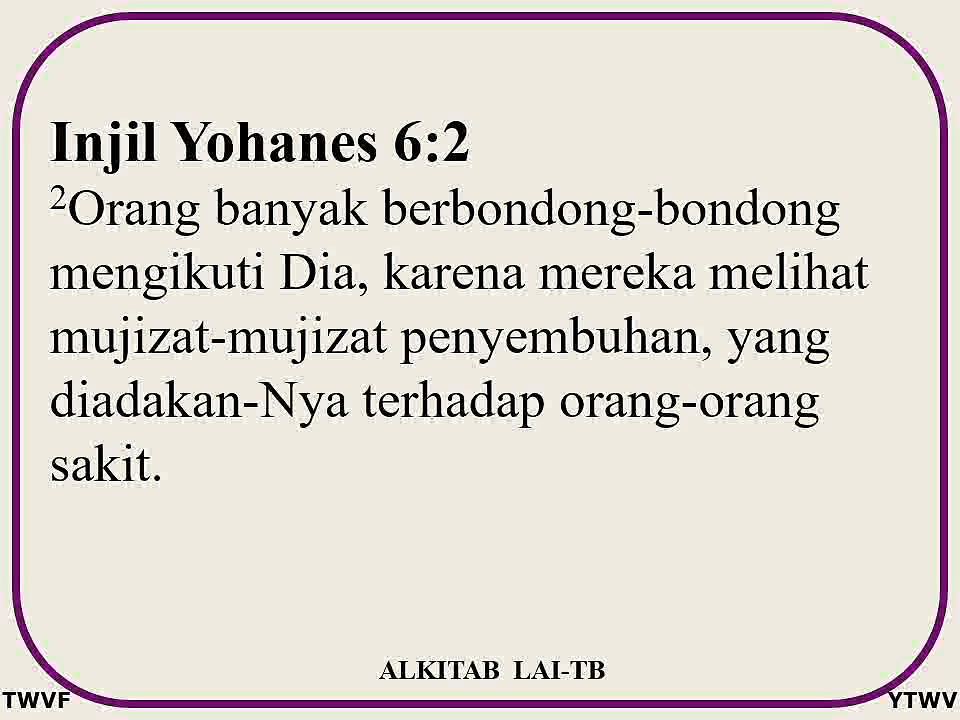 Injil Yohanes 6:2
²Orang banyak berbondong-bondong
mengikuti Dia, karena mereka melihat
mujizat-mujizat penyembuhan, yang
diadakan-Nya terhadap orang-orang
sakit.
ALKITAB LAI-TB
TWVF YTWV